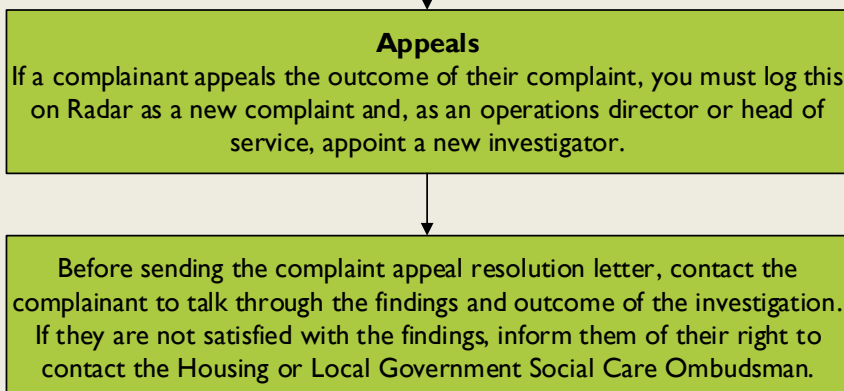 Appeals
If a complainant appeals the outcome of their complaint, you must log this
on Radar as a new complaint and, as an operations director or head of
service, appoint a new investigator.
Before sending the complaint appeal resolution letter, contact the
complainant to talk through the findings and outcome of the investigation.
If they are not satisfied with the findings, inform them of their right to
contact the Housing or Local Government Social Care Ombudsman.